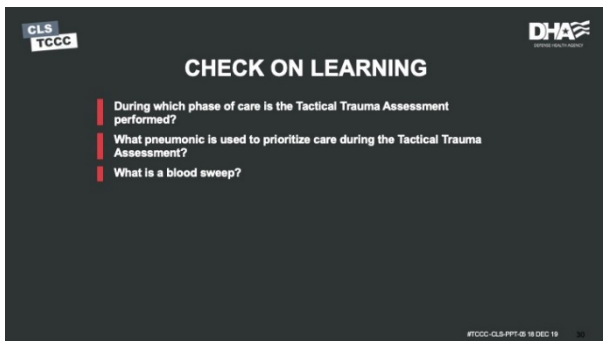 CLS
TCCC
DHA
DEFENSE HEALTH AGENCY
CHECK ON LEARNING
During which phase of care is the Tactical Trauma Assessment
performed?
What pneumonic is used to prioritize care during the Tactical Trauma
Assessment?
What is a blood sweep?
#TCCC-CLS-PPT-05 18 DEC 19
30